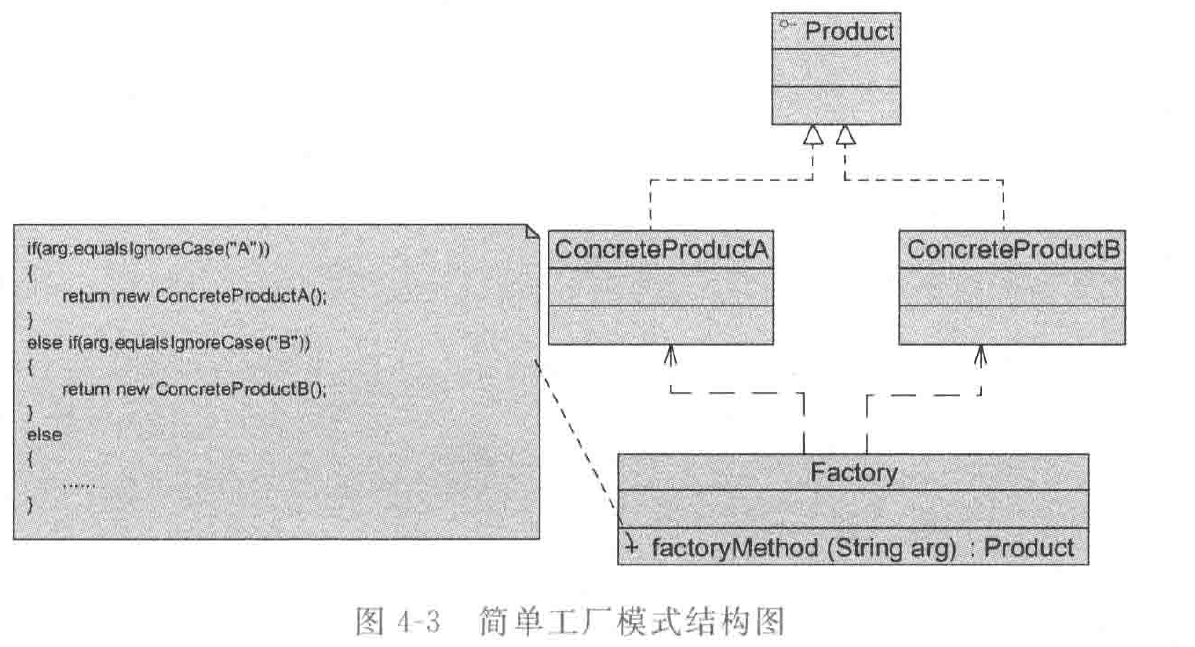 Product
ConcreteProductA
ConcreteProductB
if(arg.equalsIgnoreCase("A"))
{
return new ConcreteProductA();
}
else if(arg.equalsIgnoreCase("B"))
{
return new ConcreteProductB();
}
else
{
......
}
Factory
+ factoryMethod (String arg) : Product
图 4-3 简单工厂模式结构图